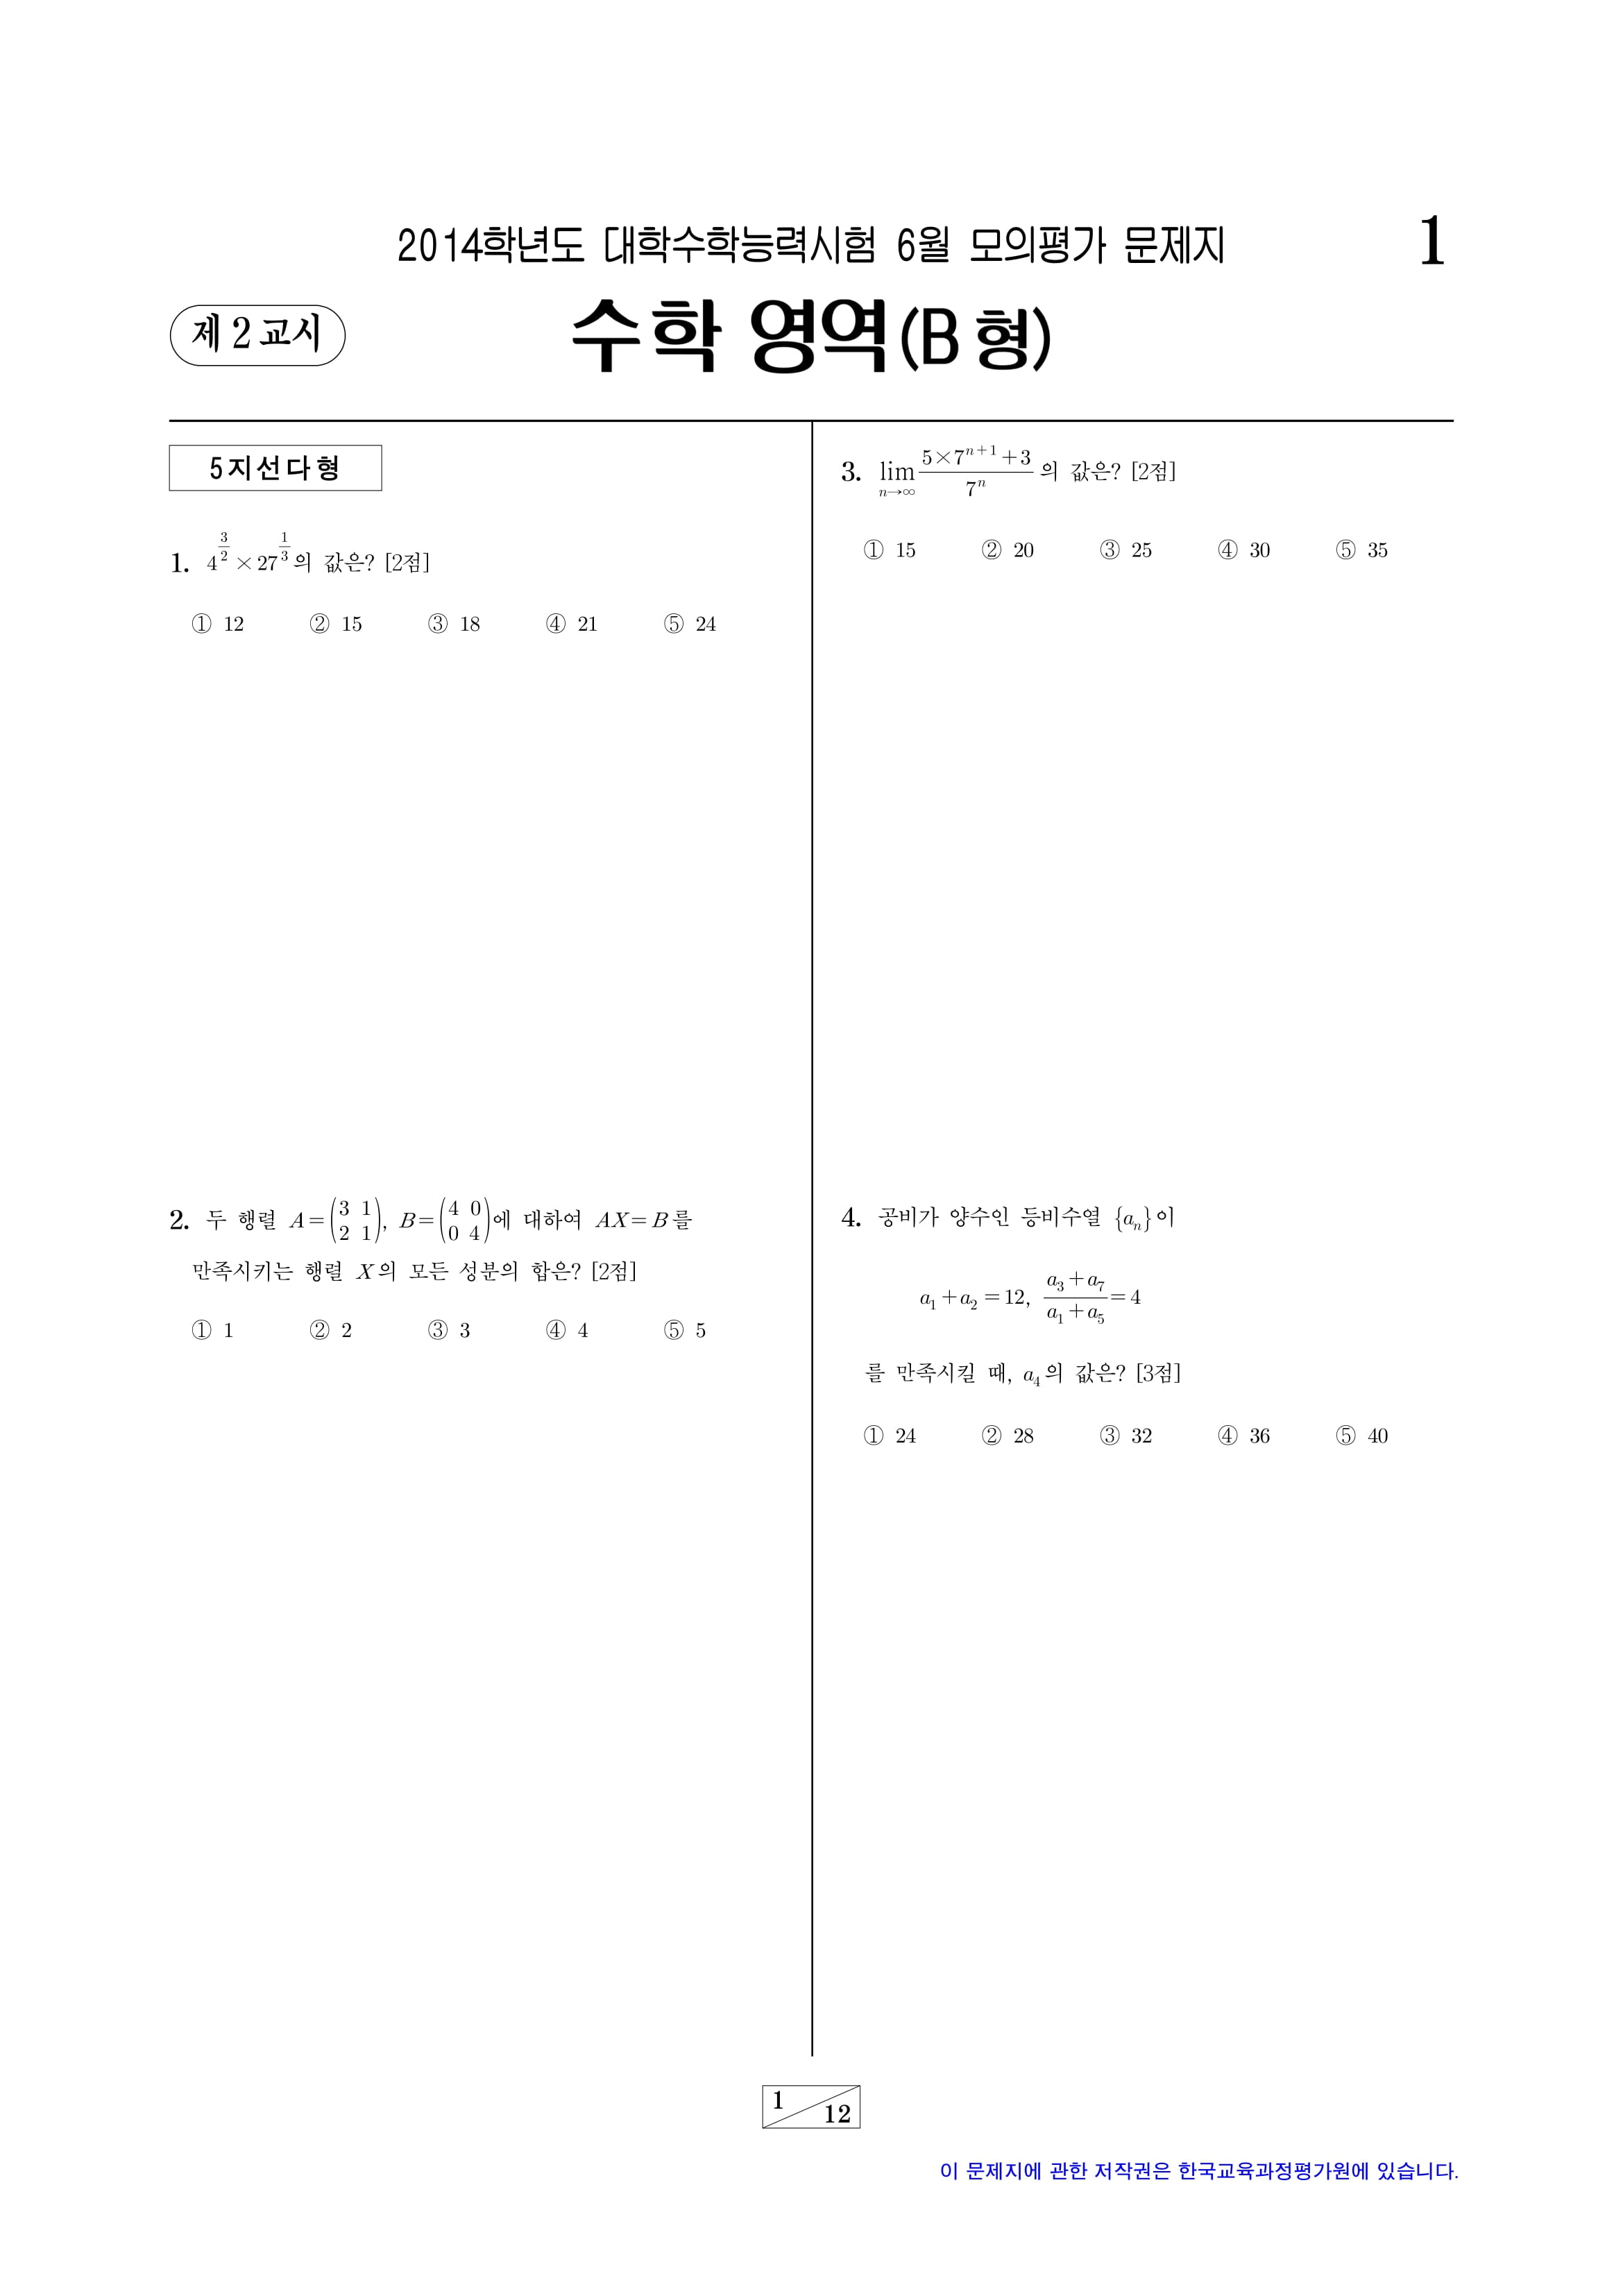 2014학년도 대학수학능력시험 6월 모의평가 문제지
1
제 2 교시
수학 영역(B 형)
5지선다형
1. 4^{\frac{3}{2}} × 27^{\frac{1}{3}}의 값은? [2점]
① 12 ② 15 ③ 18 ④ 21 ⑤ 24
2. 두 행렬 A=\begin{pmatrix} 3 & 1 \\ 2 & 1 \end{pmatrix}, B=\begin{pmatrix} 4 & 0 \\ 0 & 4 \end{pmatrix}에 대하여 AX=B를
만족시키는 행렬 X의 모든 성분의 합은? [2점]
① 1 ② 2 ③ 3 ④ 4 ⑤ 5
3. \lim_{n→∞} \frac{5×7^{n+1}+3}{7^n} 의 값은? [2점]
① 15 ② 20 ③ 25 ④ 30 ⑤ 35
4. 공비가 양수인 등비수열 {a_n}이
a_1+a_2=12, \frac{a_3+a_7}{a_1+a_5}=4
를 만족시킬 때, a_4의 값은? [3점]
① 24 ② 28 ③ 32 ④ 36 ⑤ 40
1
12
이 문제지에 관한 저작권은 한국교육과정평가원에 있습니다.